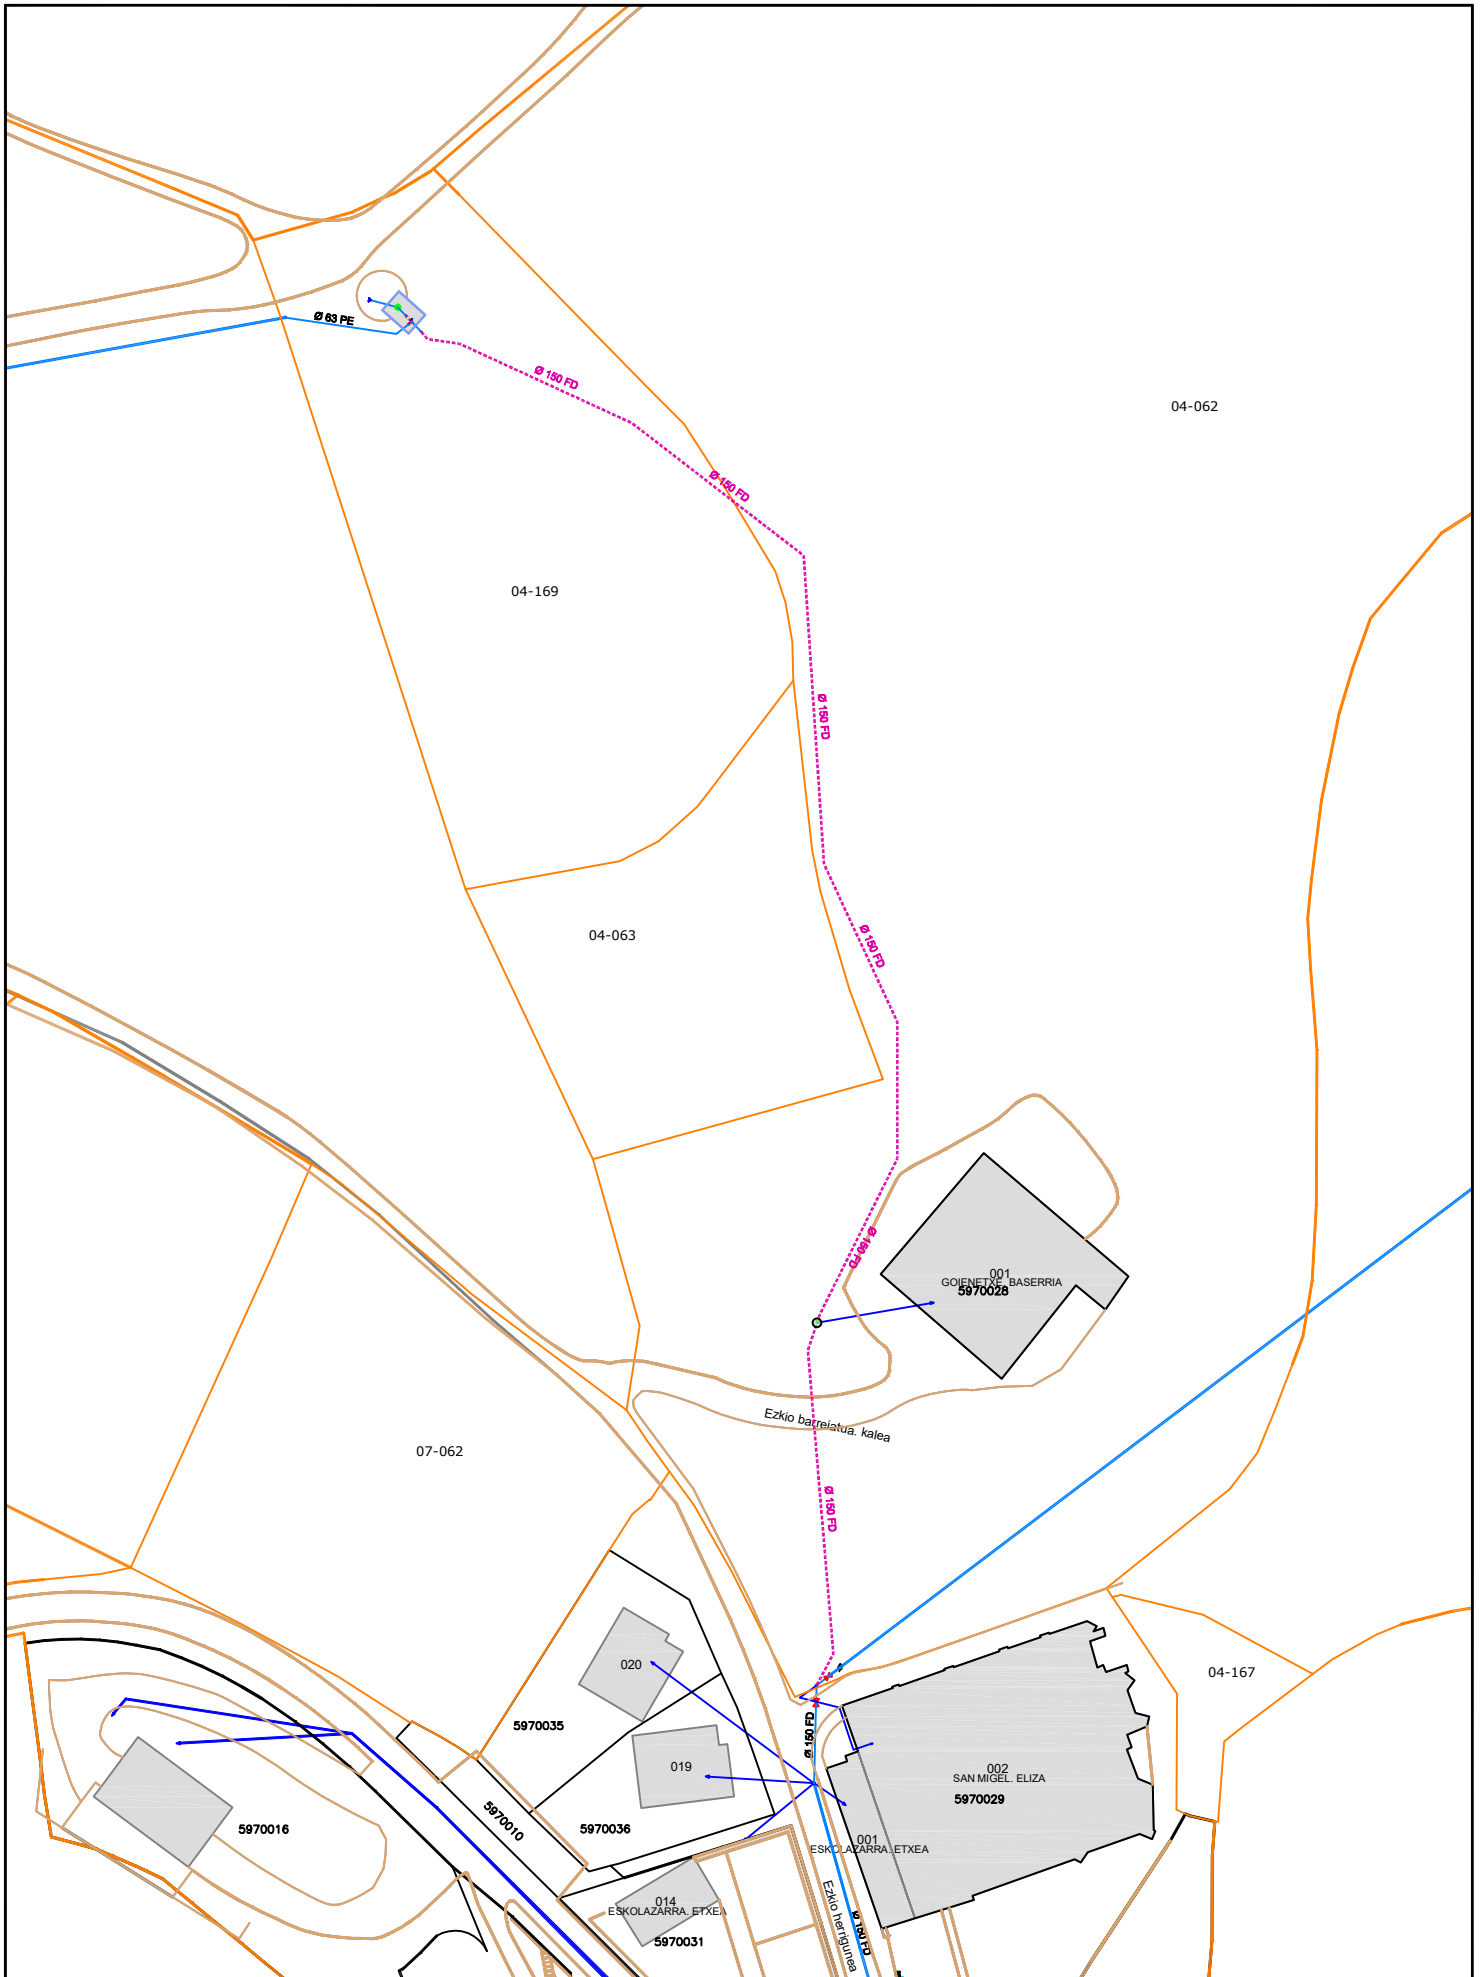 Ø 63 PE
Ø 150 FD
04-062
Ø 150 FD
04-169
Ø 150 FD
04-063
Ø 150 FD
Ø 150 FD
001
GOIENETXE. BASERRIA
5970028
Ezkio barreiatua. kalea
07-062
Ø 150 FD
020
04-167
5970035
Ø 150 FD
019
002
SAN MIGEL. ELIZA
5970029
5970010
5970016
5970036
001
ESKOLAZARRA. ETXEA
014
ESKOLAZARRA. ETXEA
5970031
Ezkio herrigunea
Ø 150 FD